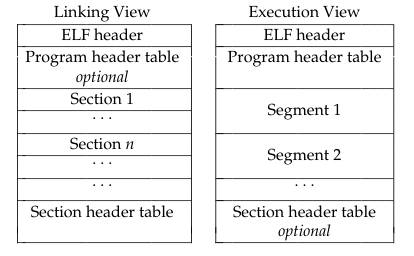 Linking View
ELF header
Program header table
optional
Section 1
. . .
Section n
. . .
. . .
Section header table
Execution View
ELF header
Program header table
Segment 1
Segment 2
. . .
Section header table
optional